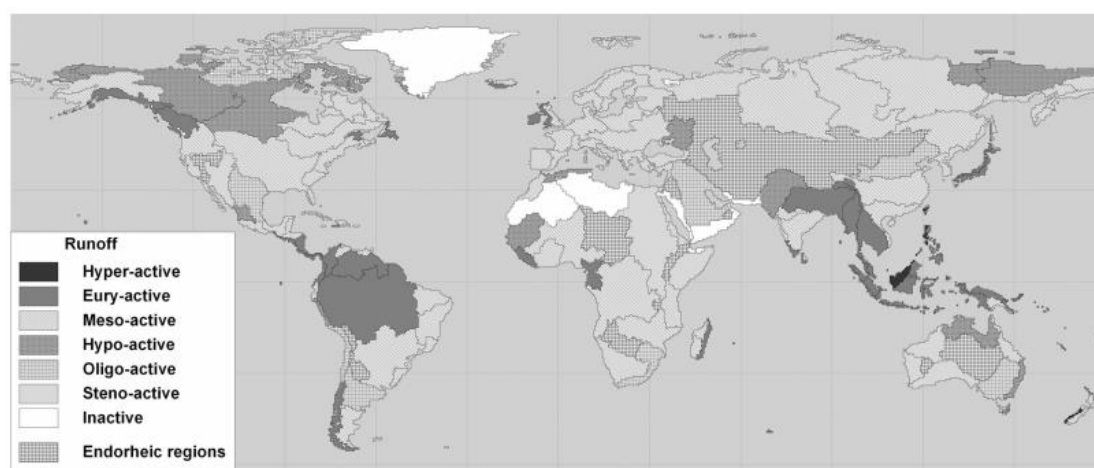 Runoff
Hyper-active
Eury-active
Meso-active
Hypo-active
Oligo-active
Steno-active
Inactive
Endorheic regions